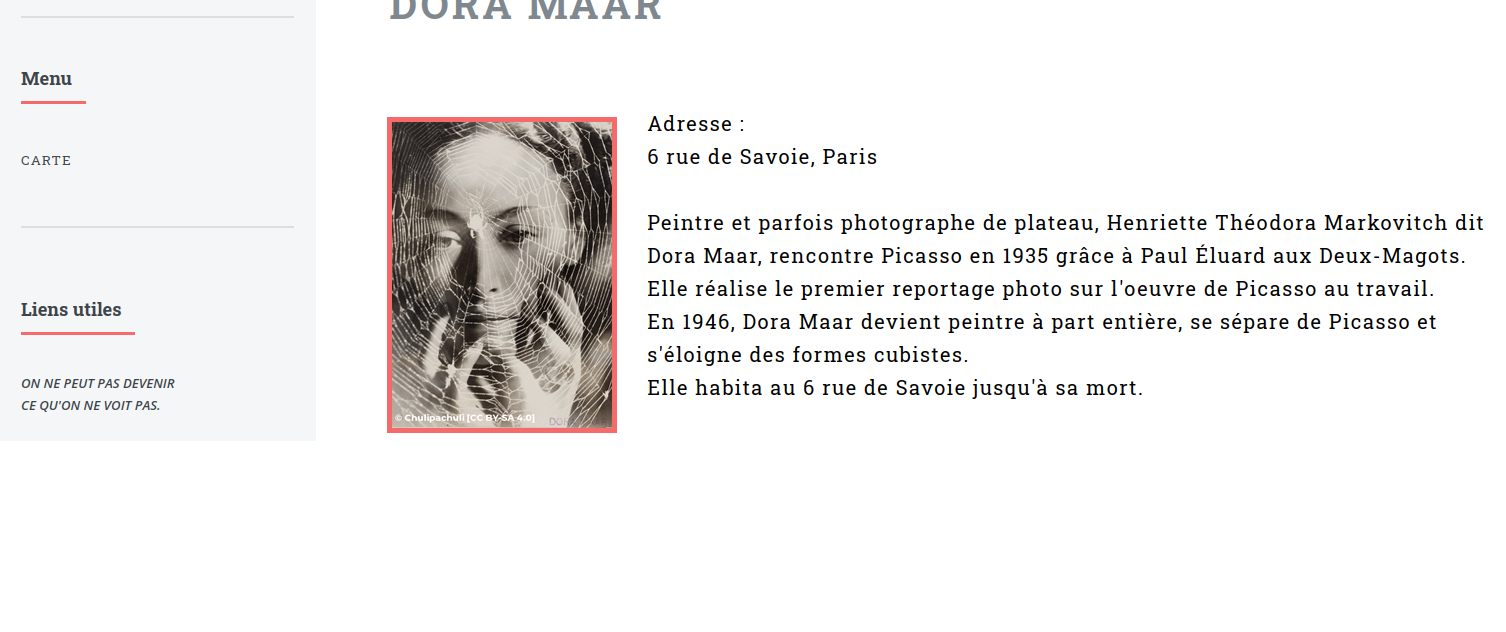 DORA MAAR
Menu
CARTE
Liens utiles
ON NE PEUT PAS DEVENIR
CE QU'ON NE VOIT PAS.
Adresse :
6 rue de Savoie, Paris
Peintre et parfois photographe de plateau, Henriette Théodora Markovitch dit
Dora Maar, rencontre Picasso en 1935 grâce à Paul Éluard aux Deux-Magots.
Elle réalise le premier reportage photo sur l'oeuvre de Picasso au travail.
En 1946, Dora Maar devient peintre à part entière, se sépare de Picasso et
s'éloigne des formes cubistes.
Elle habita au 6 rue de Savoie jusqu'à sa mort.
© Chulipachuli [CC BY-SA 4.0]